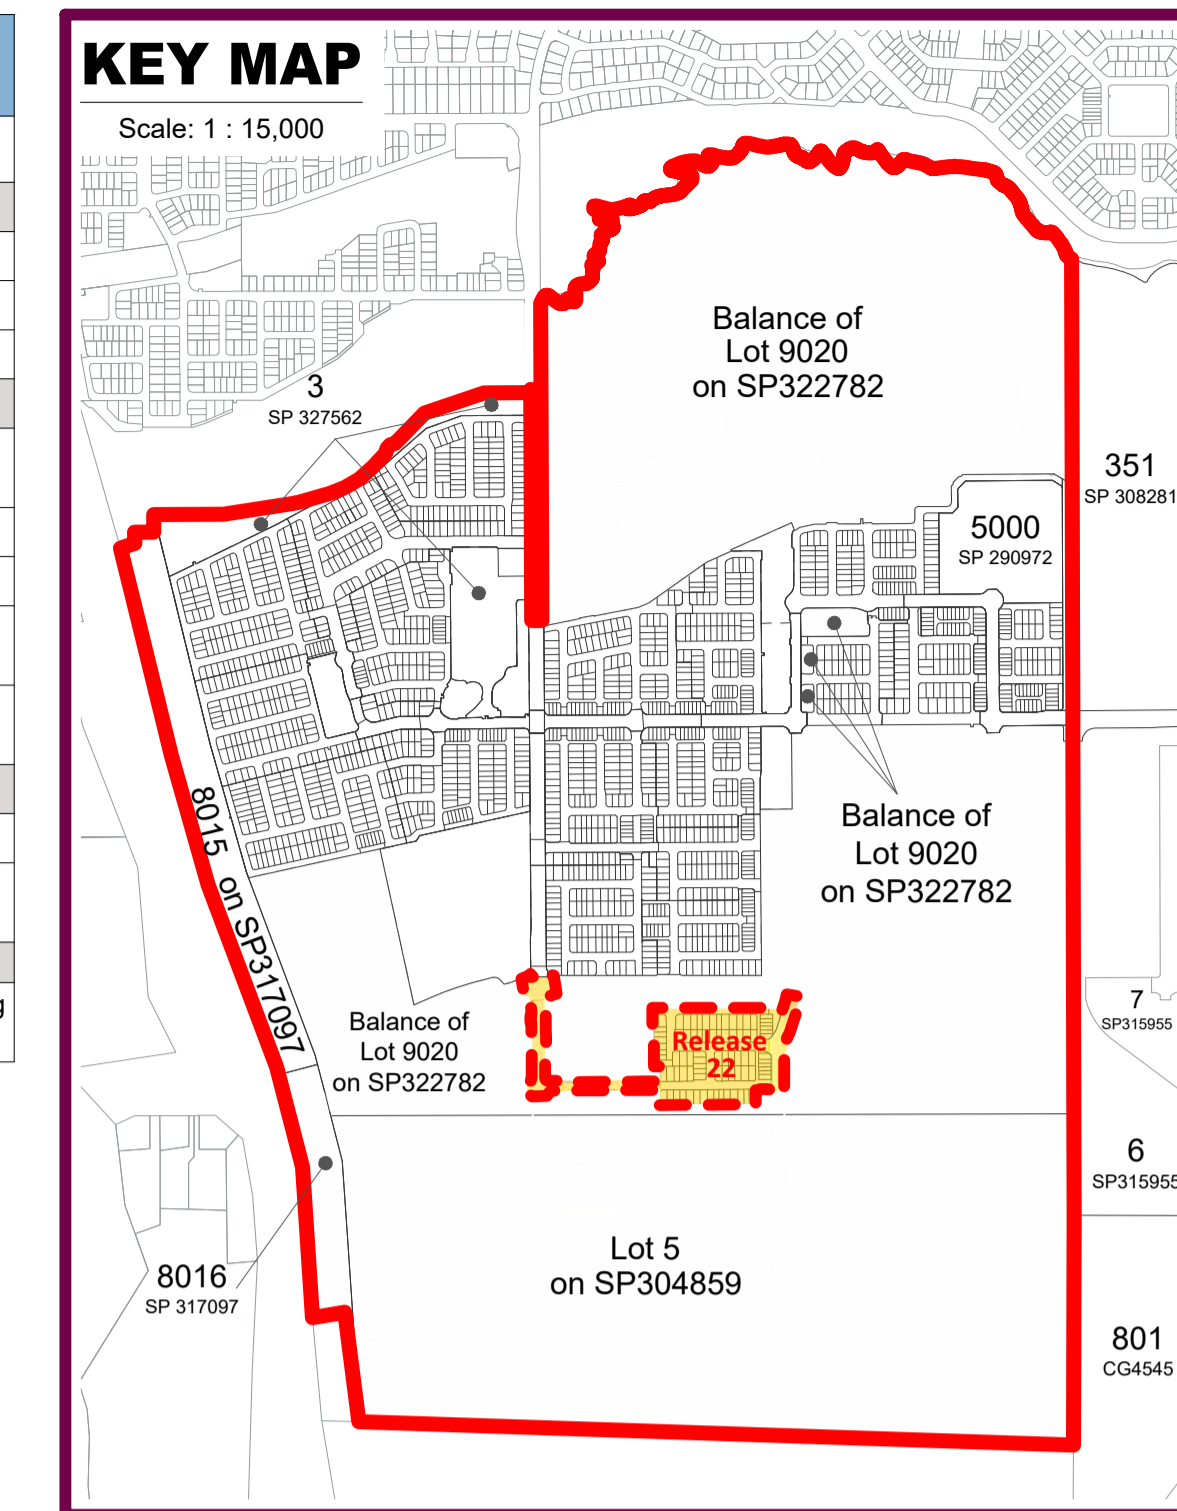 KEY MAP
Scale: 1 : 15,000
Balance of
Lot 9020
on SP322782
3
SP 327562
351
SP 308281
5000
SP 290972
Balance of
Lot 9020
on SP322782
8015 on SP317097
7
SP315955
Balance of
Lot 9020
on SP322782
Release
22
6
SP315955
Lot 5
on SP304859
8016
SP 317097
801
CG4545
g